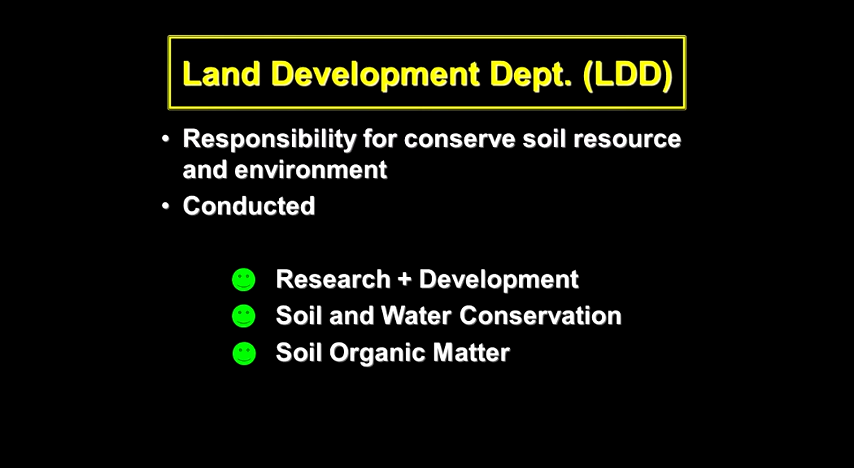 Land Development Dept. (LDD)
• Responsibility for conserve soil resource
and environment
• Conducted
Research + Development
Soil and Water Conservation
Soil Organic Matter